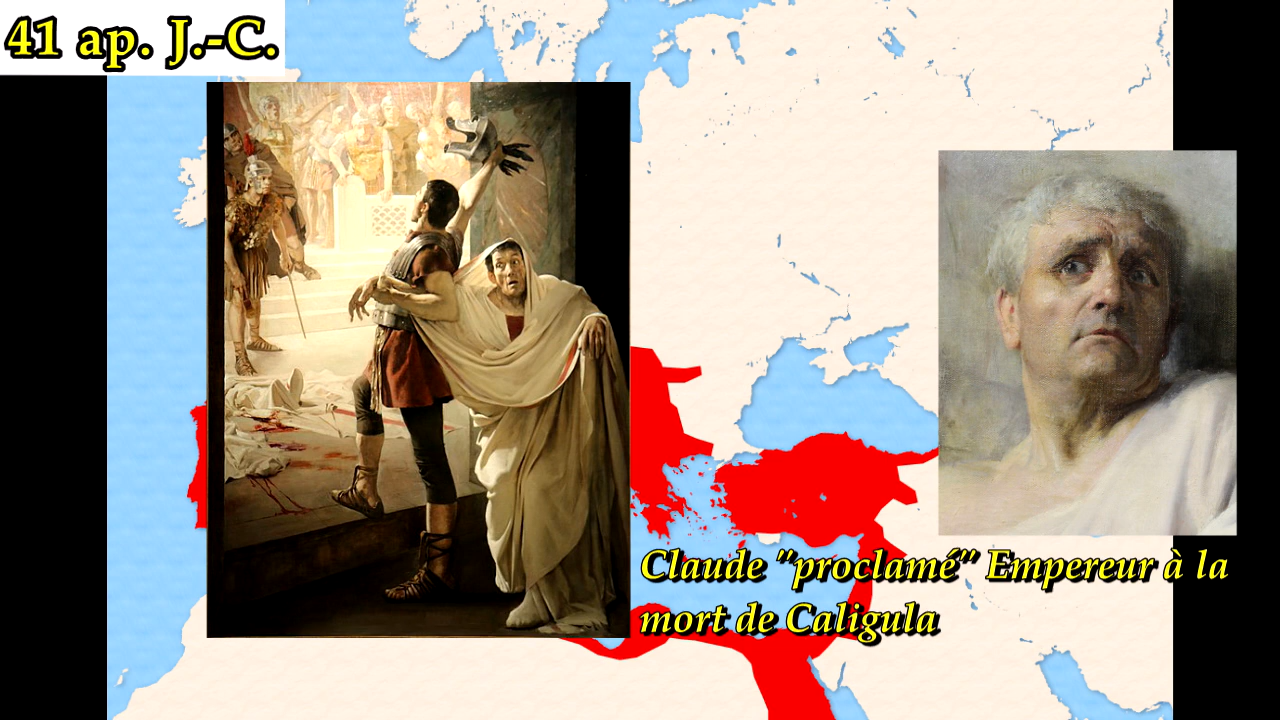 41 ap. J.-C.
Claude "proclamé" Empereur à la
mort de Caligula